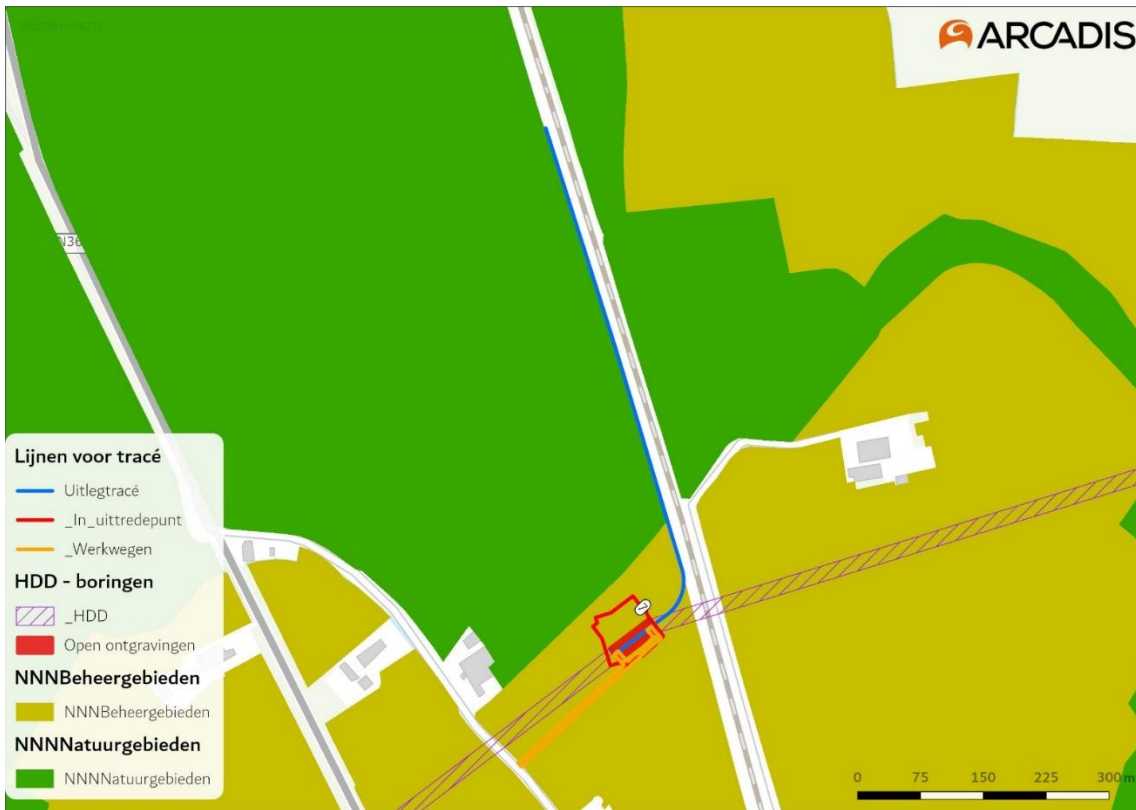 ARCADIS
N36
7
Lijnen voor tracé
Uitlegtracé
_In_uittredepunt
_Werkwegen
HDD - boringen
_HDD
Open ontgravingen
NNNBeheergebieden
NNNBeheergebieden
NNNNatuurgebieden
NNNNatuurgebieden
0 75 150 225 300 m